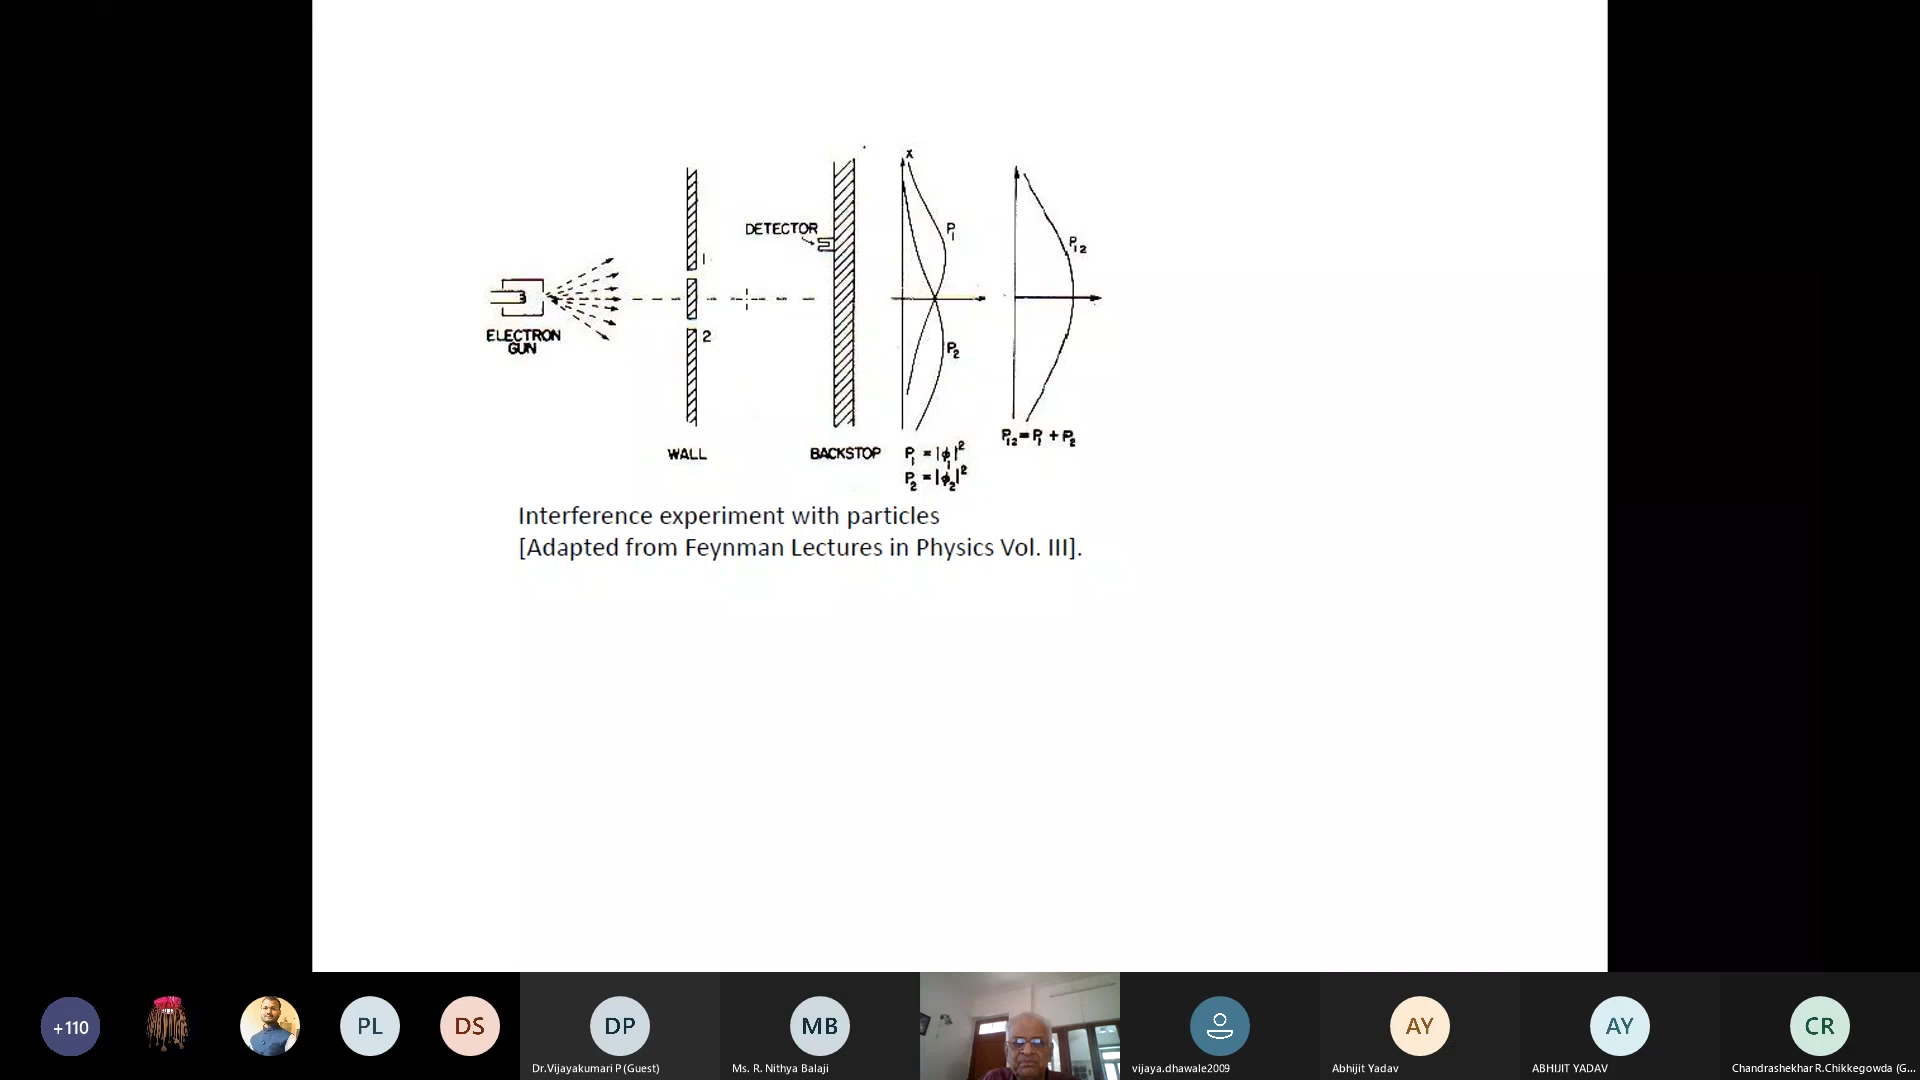 x
DETECTOR
P1
P12
1
2
ELECTRON
GUN
P2
WALL
BACKSTOP
P1 = |ϕ1|²
P2 = |ϕ2|²
P12 = P1 + P2
Interference experiment with particles
[Adapted from Feynman Lectures in Physics Vol. III].
+110
PL
DS
DP
MB
AY
AY
CR
Dr.Vijayakumari P (Guest)
Ms. R. Nithya Balaji
vijaya.dhawale2009
Abhijit Yadav
ABHIJIT YADAV
Chandrashekhar R.Chikkegowda (G...